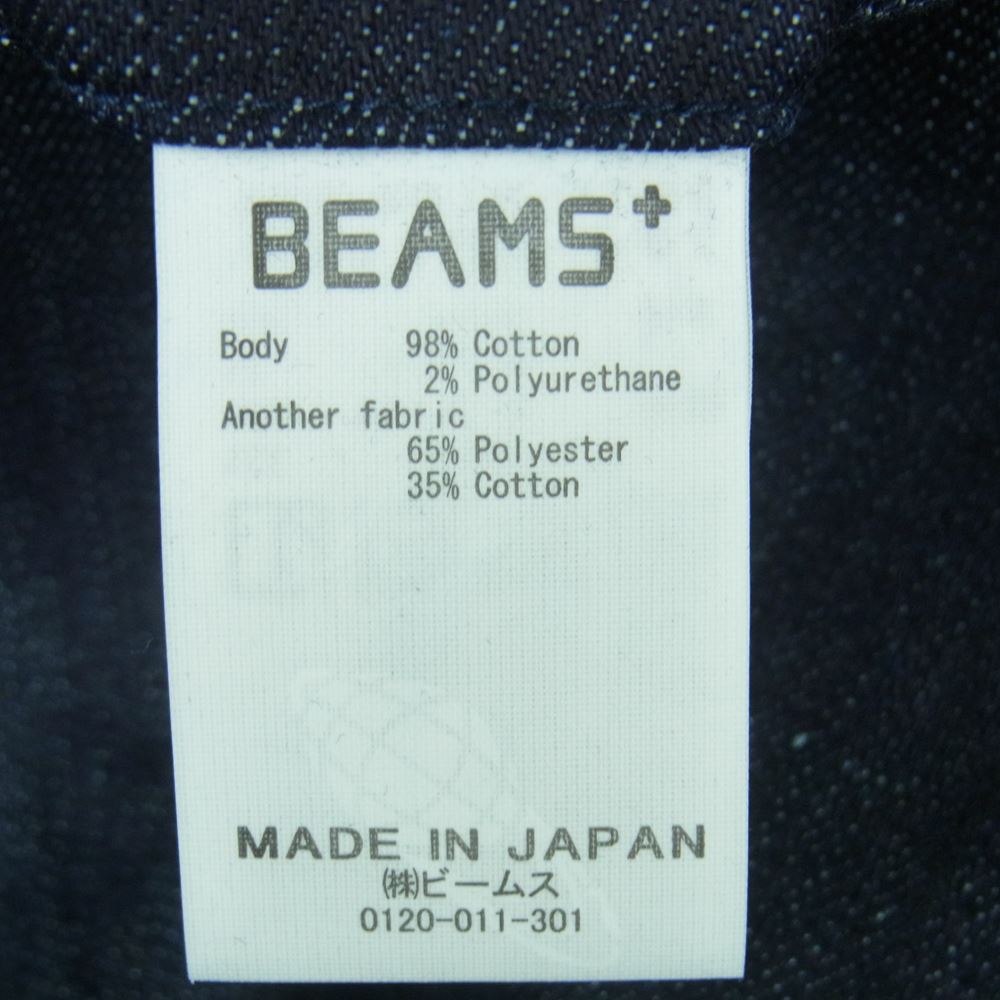 BEAMS+
Body 98% Cotton
2% Polyurethane
Another fabric
65% Polyester
35% Cotton
MADE IN JAPAN
㈱ビームス
0120-011-301